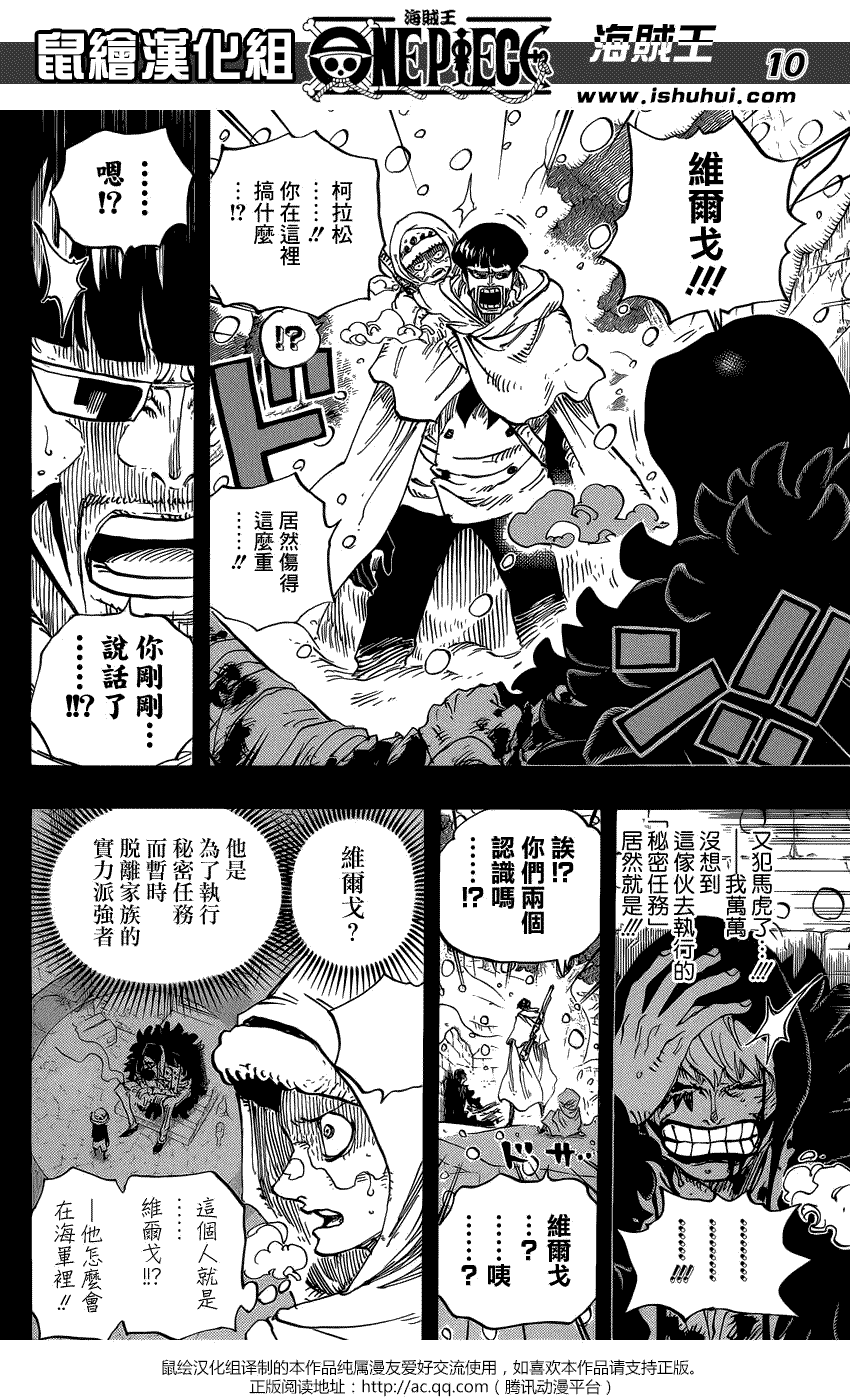 鼠繪漢化組
海賊王
ONE PIECE
海賊王
10
www.ishuhui.com
維爾戈!!!
柯拉松
……!!
你在這裡
搞什麼
……!?
!?
ド
居然傷得
這麼重
……!!
……
嗯!?
你剛剛…
說話了
……!!?
又犯馬虎了…!!!
——我萬萬
沒想到
這傢伙去執行的
「秘密任務」
居然就是!!!
………
………!!!
誒!?
你們兩個
認識嗎
……!?
ドサ…
維爾戈
…?
…咦
……?
維爾戈?
他是
為了執行
秘密任務
而暫時
脱離家族的
實力派強者
這個人就是
……
維爾戈!!?
—他怎麼會
在海軍裡!!
鼠绘汉化组译制的本作品纯属漫友爱好交流使用，如喜欢本作品请支持正版。
正版阅读地址：http://ac.qq.com（腾讯动漫平台）